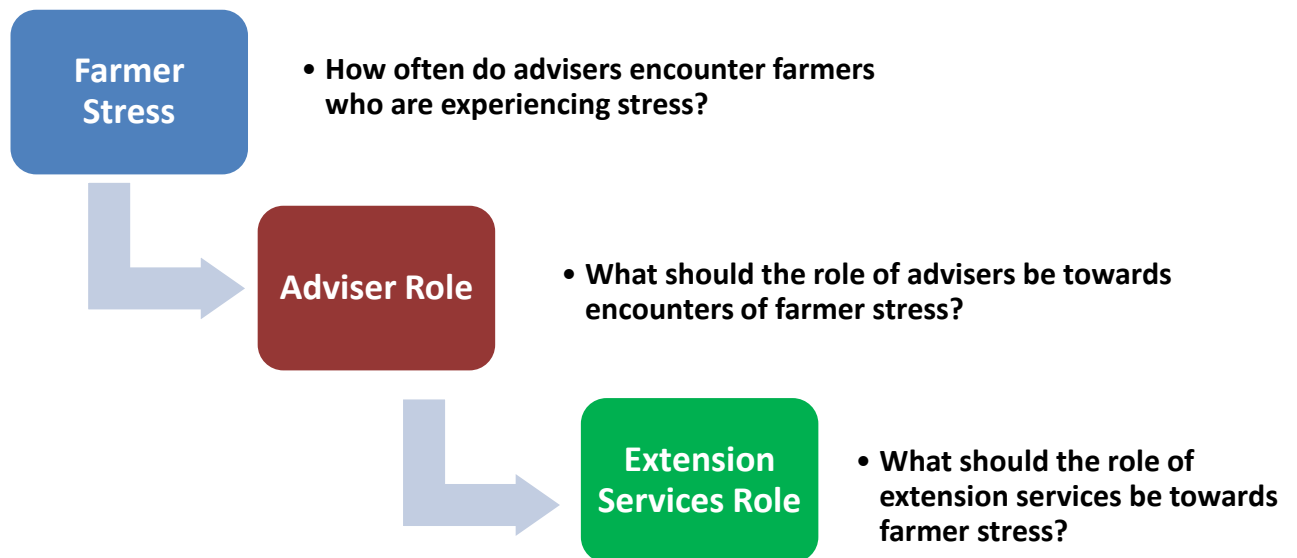 Farmer
Stress
• How often do advisers encounter farmers
who are experiencing stress?
Adviser Role
• What should the role of advisers be towards
encounters of farmer stress?
Extension
Services Role
• What should the role of
extension services be towards
farmer stress?